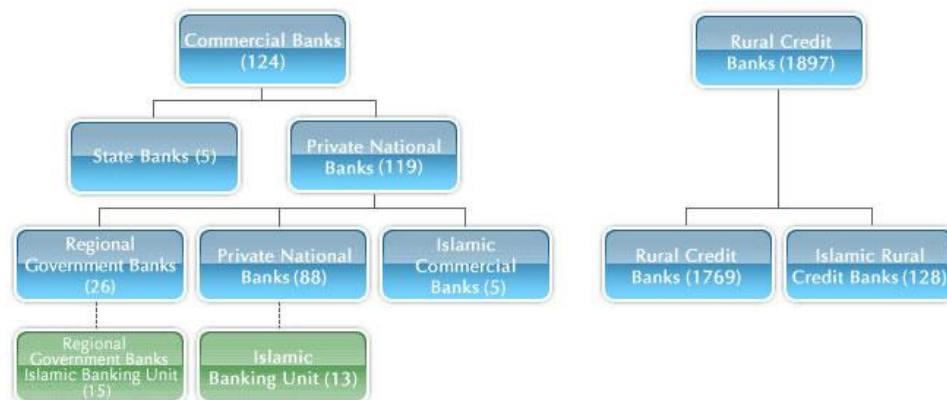 Commercial Banks
(124)
Rural Credit
Banks (1897)
State Banks (5)
Private National
Banks (119)
Regional
Government Banks
(26)
Private National
Banks (88)
Islamic
Commercial
Banks (5)
Rural Credit
Banks (1769)
Islamic Rural
Credit Banks (128)
Regional
Government Banks
Islamic Banking Unit
(15)
Islamic
Banking Unit (13)